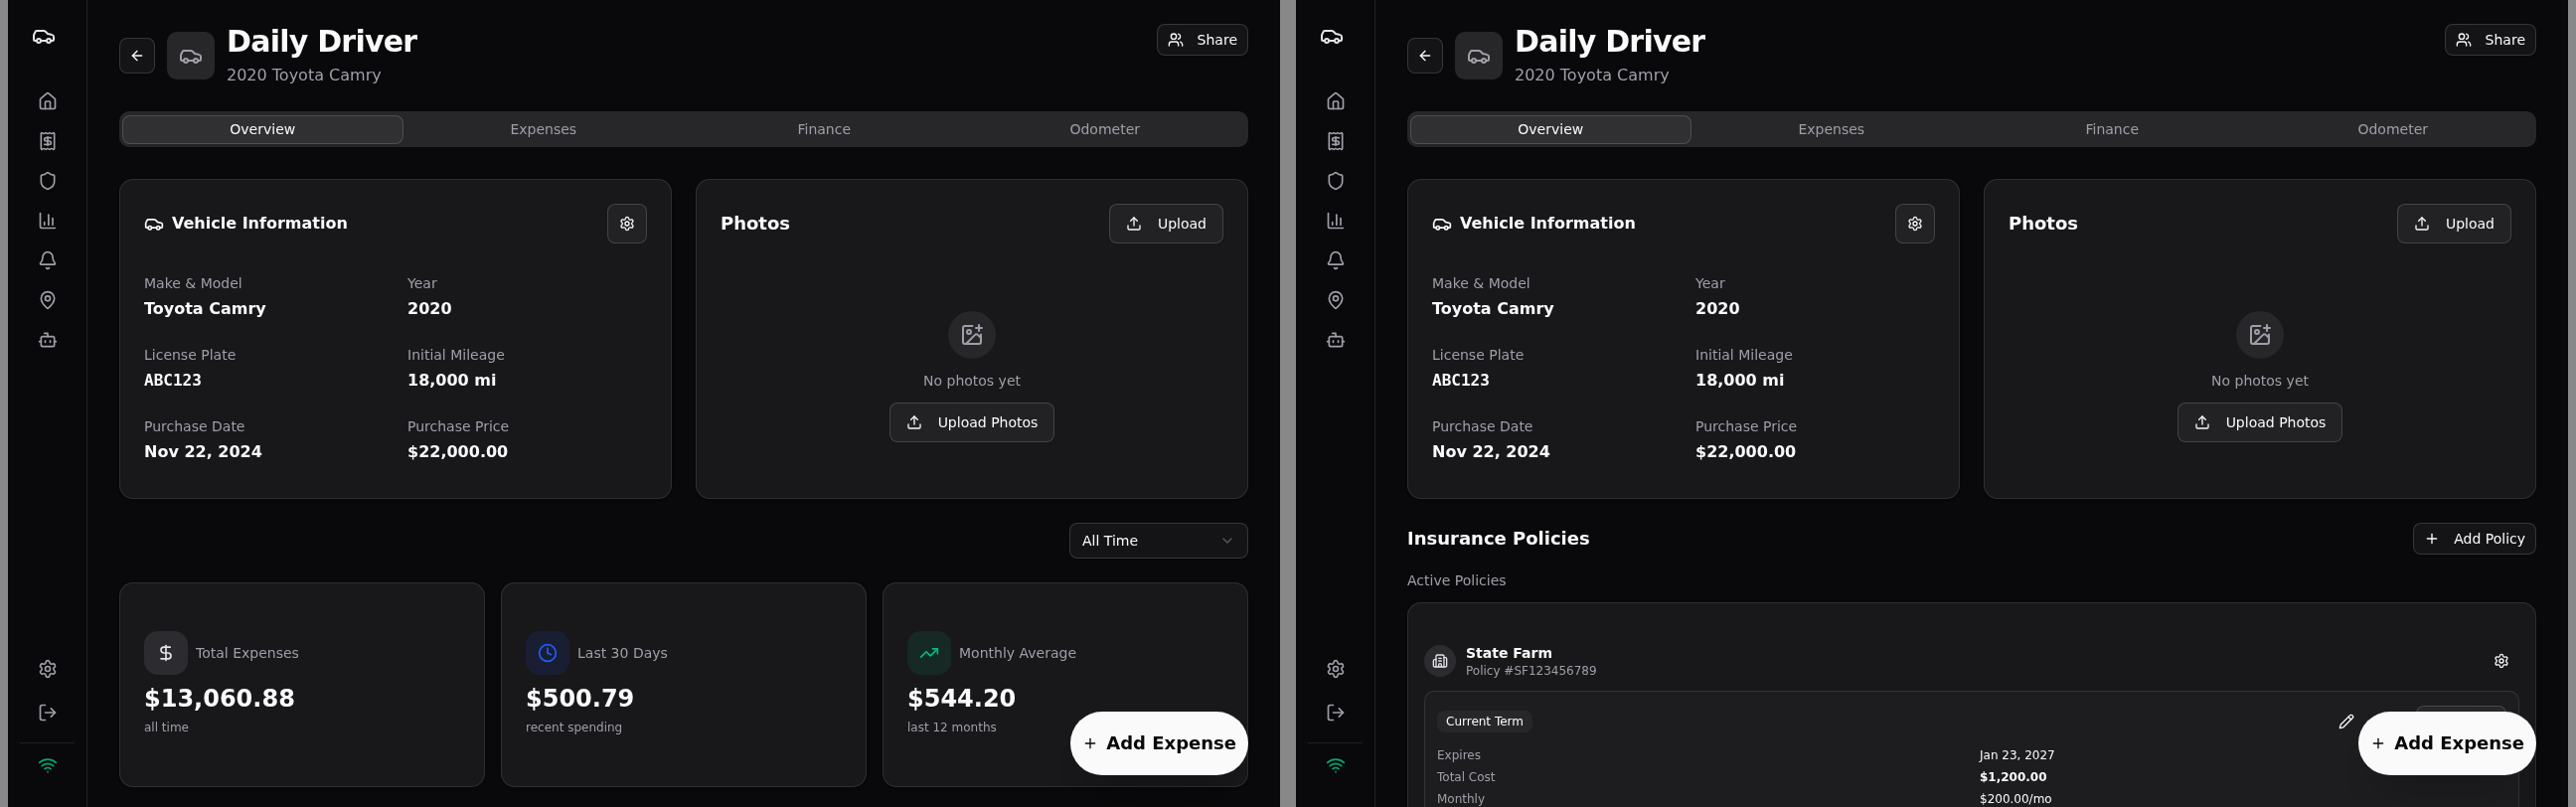 Daily Driver
2020 Toyota Camry
Share
Overview
Expenses
Finance
Odometer
Vehicle Information
Make & Model
Year
Toyota Camry
2020
License Plate
Initial Mileage
ABC123
18,000 mi
Purchase Date
Purchase Price
Nov 22, 2024
$22,000.00
Photos
Upload
No photos yet
Upload Photos
All Time
Total Expenses
$13,060.88
all time
Last 30 Days
$500.79
recent spending
Monthly Average
$544.20
last 12 months
+ Add Expense
Daily Driver
2020 Toyota Camry
Share
Overview
Expenses
Finance
Odometer
Vehicle Information
Make & Model
Year
Toyota Camry
2020
License Plate
Initial Mileage
ABC123
18,000 mi
Purchase Date
Purchase Price
Nov 22, 2024
$22,000.00
Photos
Upload
No photos yet
Upload Photos
Insurance Policies
+ Add Policy
Active Policies
State Farm
Policy #SF123456789
Current Term
Expires
Jan 23, 2027
Total Cost
$1,200.00
Monthly
$200.00/mo
+ Add Expense